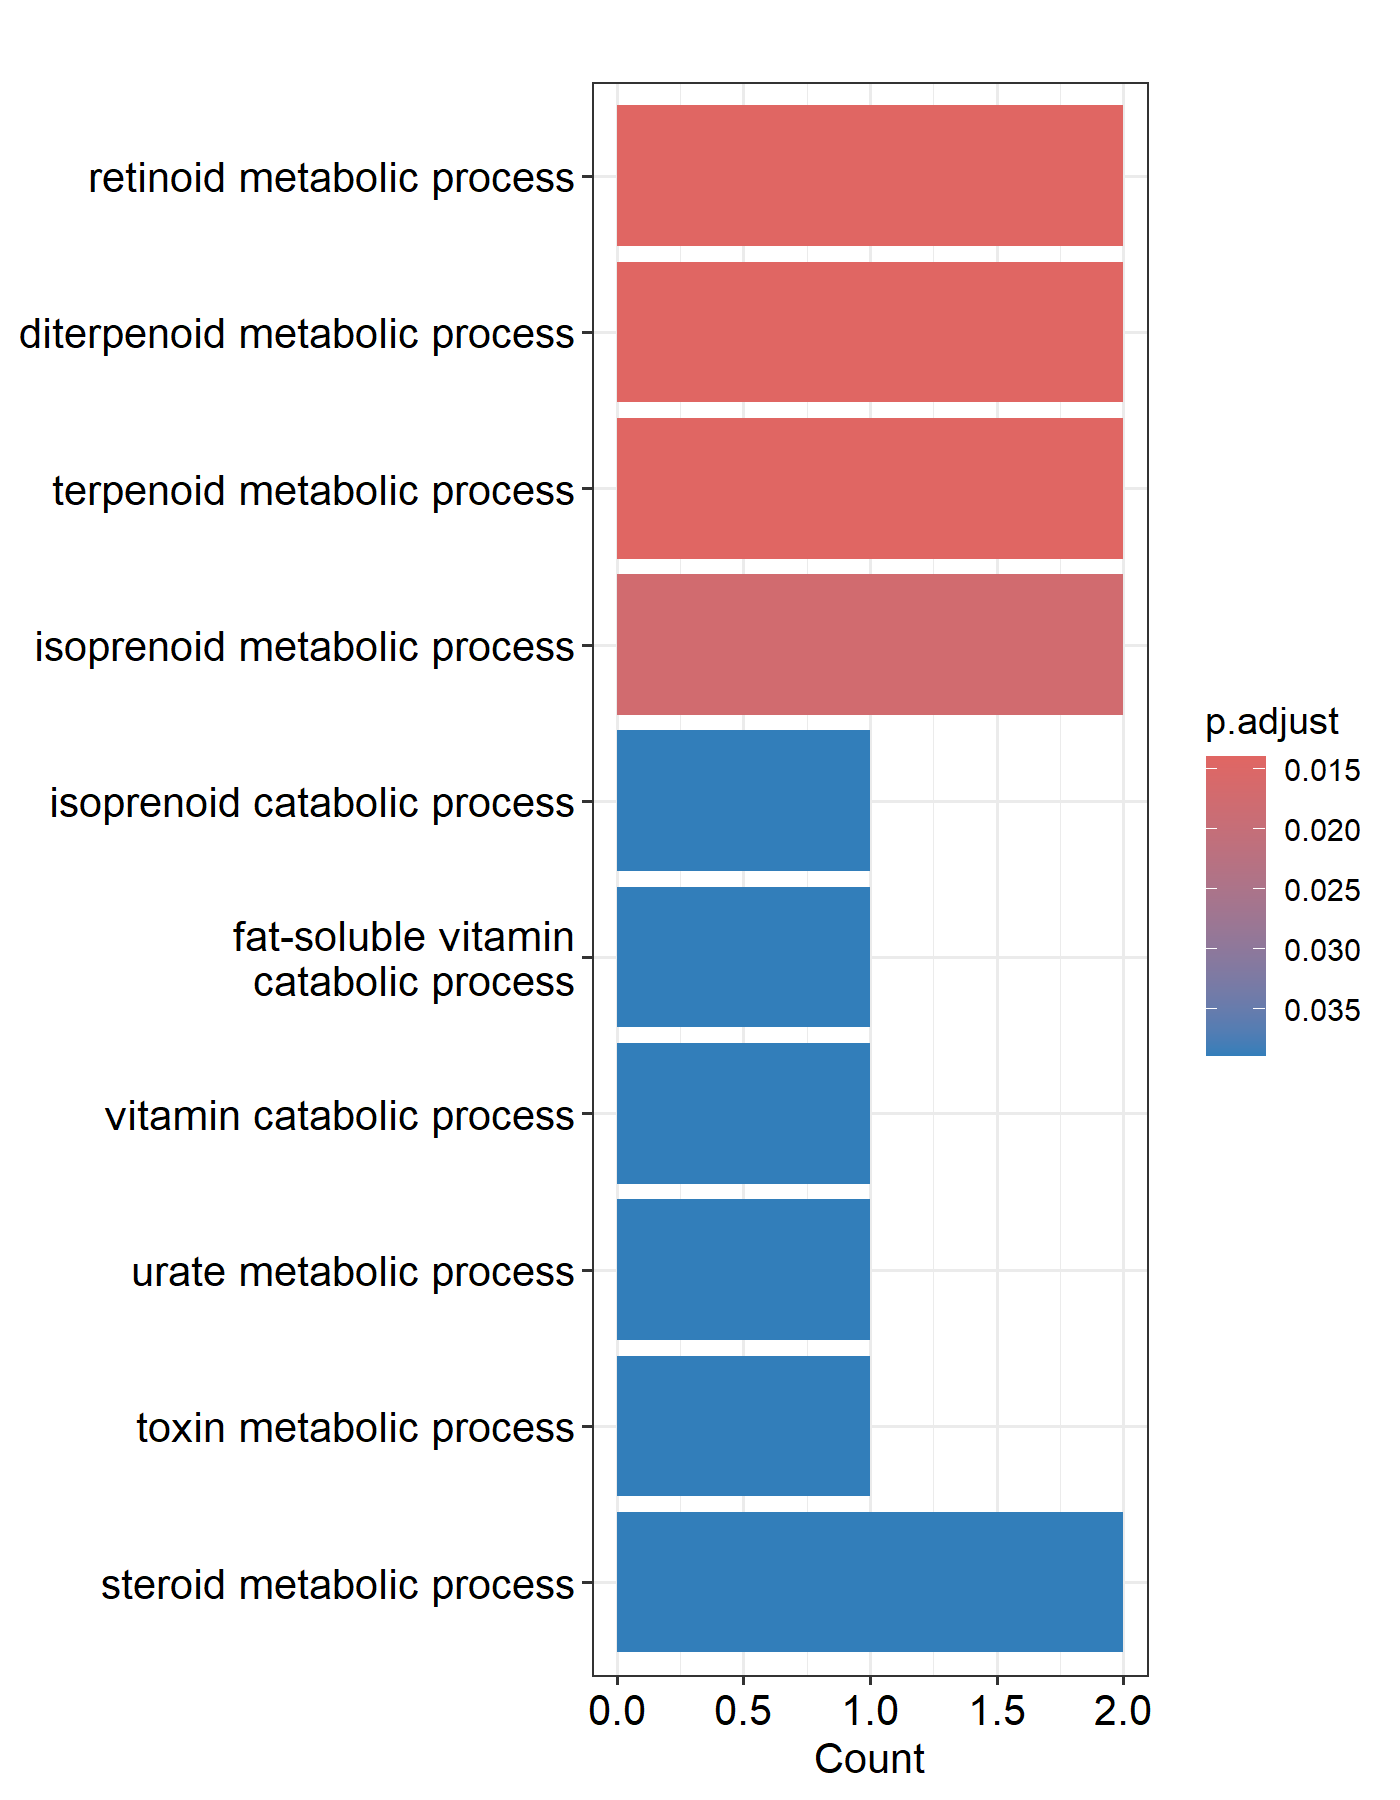 retinoid metabolic process
diterpenoid metabolic process
terpenoid metabolic process
isoprenoid metabolic process
isoprenoid catabolic process
fat-soluble vitamin
catabolic process
vitamin catabolic process
urate metabolic process
toxin metabolic process
steroid metabolic process
0.0 0.5 1.0 1.5 2.0
Count
p.adjust
0.015
0.020
0.025
0.030
0.035